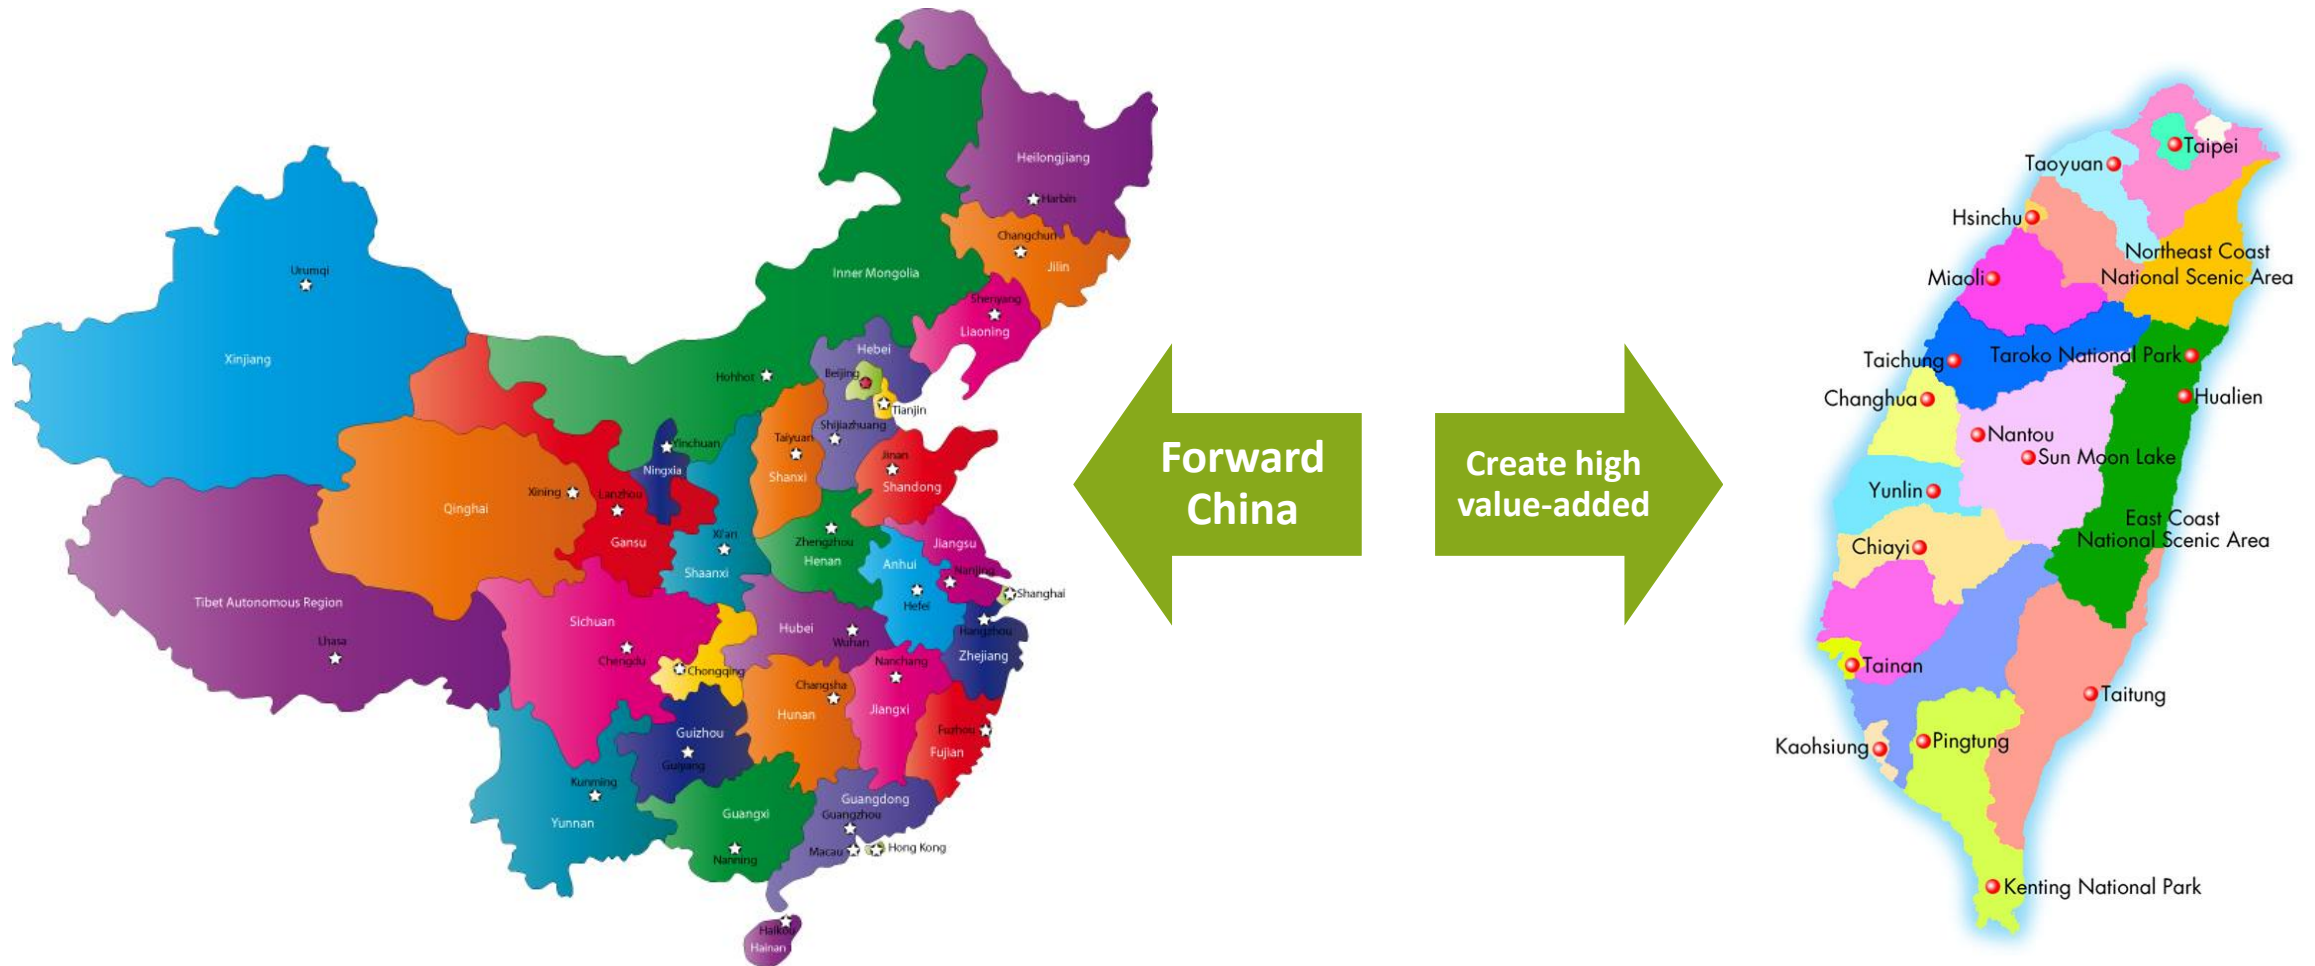 Heilongjiang
Harbin
Changchun
Jilin
Urumqi
Inner Mongolia
Shenyang
Liaoning
Xinjiang
Hebei
Hohhot
Beijing
Tianjin
Shijiazhuang
Taiyuan
Yinchuan
Ningxia
Jinan
Shanxi
Shandong
Xining
Lanzhou
Qinghai
Gansu
Xi'an
Zhengzhou
Jiangsu
Henan
Anhui
Shaanxi
Nanjing
Shanghai
Hefei
Tibet Autonomous Region
Sichuan
Hubei
Wuhan
Hangzhou
Zhejiang
Lhasa
Chengdu
Chongqing
Nanchang
Changsha
Hunan
Jiangxi
Guizhou
Fuzhou
Fujian
Guiyang
Kunming
Yunnan
Guangxi
Guangdong
Guangzhou
Nanning
Macau
Hong Kong
Haikou
Hainan
Forward
China
Create high
value-added
Taipei
Taoyuan
Hsinchu
Northeast Coast
National Scenic Area
Miaoli
Taichung
Taroko National Park
Changhua
Hualien
Nantou
Sun Moon Lake
Yunlin
East Coast
National Scenic Area
Chiayi
Tainan
Taitung
Kaohsiung
Pingtung
Kenting National Park